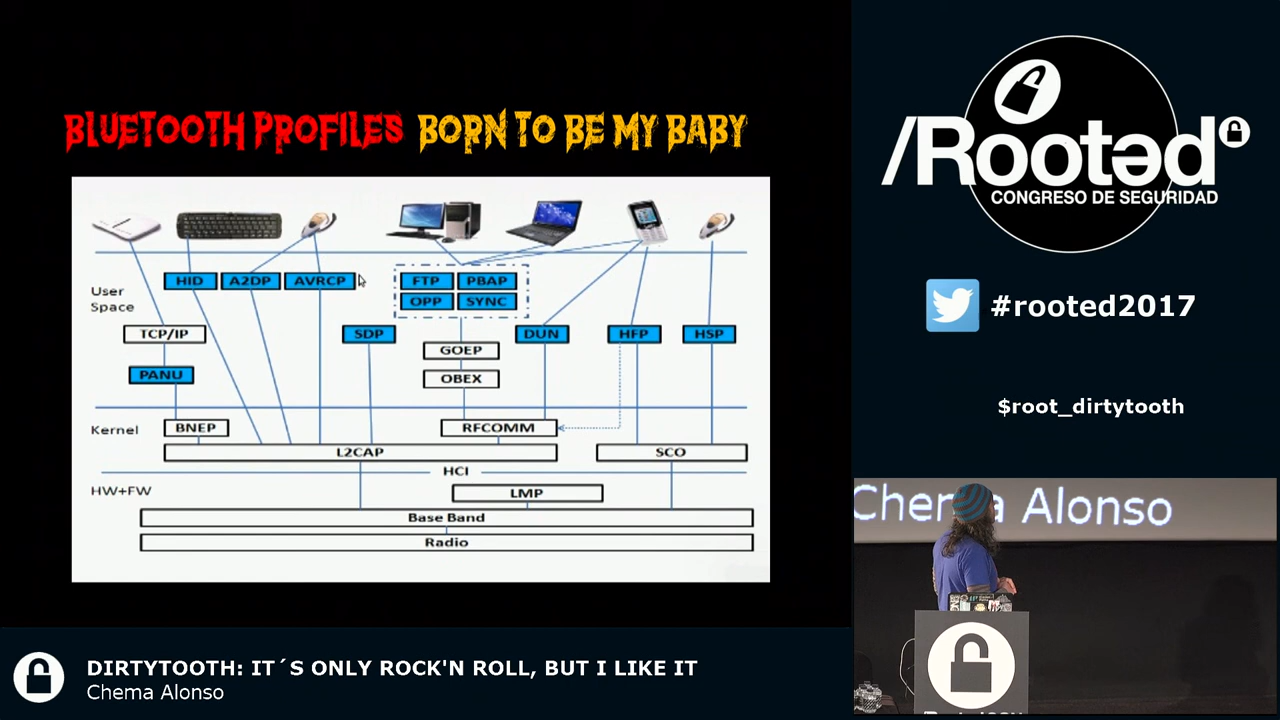 BLUETOOTH PROFILES BORN TO BE MY BABY
HID A2DP AVRCP
FTP PBAP
OPP SYNC
User
Space
TCP/IP
SDP
DUN
HFP
HSP
GOEP
PANU
OBEX
Kernel
BNEP
RFCOMM
L2CAP
SCO
HCI
HW+FW
LMP
Base Band
Radio
/Rooted
CONGRESO DE SEGURIDAD
#rooted2017
$root_dirtytooth
Chema Alonso
DIRTYTOOTH: IT´S ONLY ROCK'N ROLL, BUT I LIKE IT
Chema Alonso